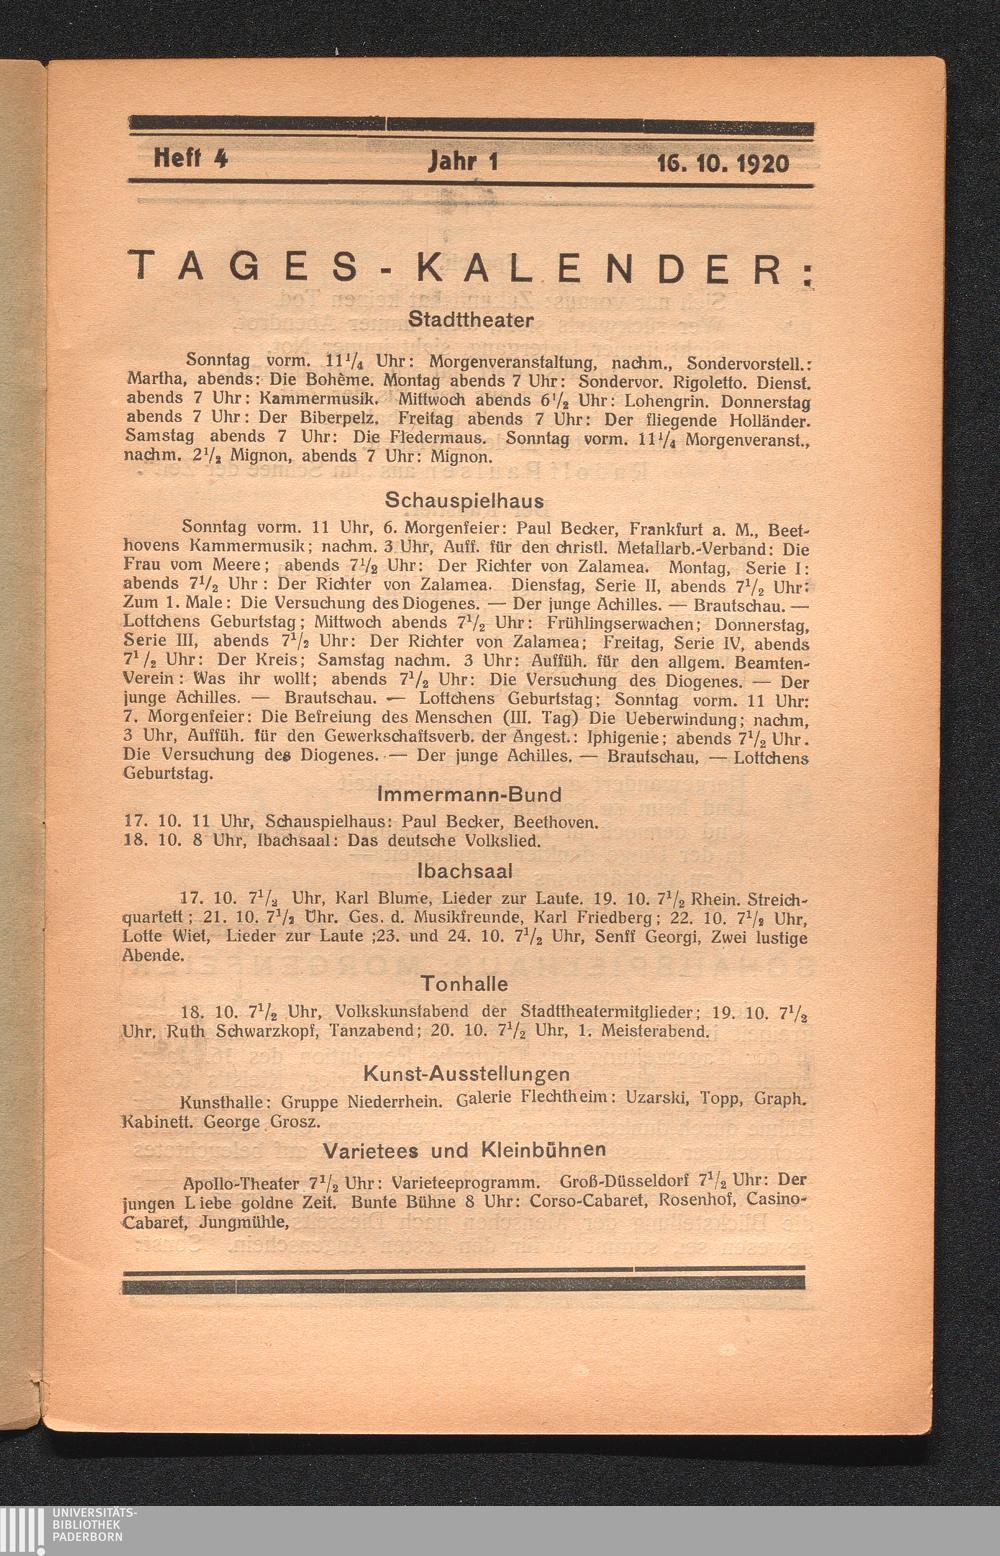 Heft 4 Jahr 1 16. 10. 1920
TAGES-KALENDER:
Stadttheater
Sonntag vorm. 11¼ Uhr: Morgenveranstaltung, nachm., Sondervorstell.:
Martha, abends: Die Bohème. Montag abends 7 Uhr: Sondervor. Rigoletto. Dienst.
abends 7 Uhr: Kammermusik. Mittwoch abends 6½ Uhr: Lohengrin. Donnerstag
abends 7 Uhr: Der Biberpelz. Freitag abends 7 Uhr: Der fliegende Holländer.
Samstag abends 7 Uhr: Die Fledermaus. Sonntag vorm. 11¼ Morgenveranst.,
nachm. 2½ Mignon, abends 7 Uhr: Mignon.
Schauspielhaus
Sonntag vorm. 11 Uhr, 6. Morgenfeier: Paul Becker, Frankfurt a. M., Beet-
hovens Kammermusik; nachm. 3 Uhr, Auff. für den christl. Metallarb.-Verband: Die
Frau vom Meere; abends 7½ Uhr: Der Richter von Zalamea. Montag, Serie I:
abends 7½ Uhr: Der Richter von Zalamea. Dienstag, Serie II, abends 7½ Uhr:
Zum 1. Male: Die Versuchung des Diogenes. — Der junge Achilles. — Brautschau. —
Lottchens Geburtstag; Mittwoch abends 7½ Uhr: Frühlingserwachen; Donnerstag,
Serie III, abends 7½ Uhr: Der Richter von Zalamea; Freitag, Serie IV, abends
7½ Uhr: Der Kreis; Samstag nachm. 3 Uhr: Auffüh. für den allgem. Beamten-
Verein: Was ihr wollt; abends 7½ Uhr: Die Versuchung des Diogenes. — Der
junge Achilles. — Brautschau. — Lottchens Geburtstag; Sonntag vorm. 11 Uhr:
7. Morgenfeier: Die Befreiung des Menschen (III. Tag) Die Ueberwindung; nachm,
3 Uhr, Auffüh. für den Gewerkschaftsverb. der Angest.: Iphigenie; abends 7½ Uhr.
Die Versuchung des Diogenes. — Der junge Achilles. — Brautschau. — Lottchens
Geburtstag.
Immermann-Bund
17. 10. 11 Uhr, Schauspielhaus: Paul Becker, Beethoven.
18. 10. 8 Uhr, Ibachsaal: Das deutsche Volkslied.
Ibachsaal
17. 10. 7½ Uhr, Karl Blume, Lieder zur Laute. 19. 10. 7½ Rhein. Streich-
quartett; 21. 10. 7½ Uhr. Ges. d. Musikfreunde, Karl Friedberg; 22. 10. 7½ Uhr,
Lotte Wiet, Lieder zur Laute ;23. und 24. 10. 7½ Uhr, Senff Georgi, Zwei lustige
Abende.
Tonhalle
18. 10. 7½ Uhr, Volkskunstabend der Stadttheatermitglieder; 19. 10. 7½
Uhr, Ruth Schwarzkopf, Tanzabend; 20. 10. 7½ Uhr, 1. Meisterabend.
Kunst-Ausstellungen
Kunsthalle: Gruppe Niederrhein. Galerie Flechtheim: Uzarski, Topp, Graph.
Kabinett. George Grosz.
Varietees und Kleinbühnen
Apollo-Theater 7½ Uhr: Varieteeprogramm. Groß-Düsseldorf 7½ Uhr: Der
jungen Liebe goldne Zeit. Bunte Bühne 8 Uhr: Corso-Cabaret, Rosenhof, Casino-
Cabaret, Jungmühle,
UNIVERSITÄTS-
BIBLIOTHEK
PADERBORN